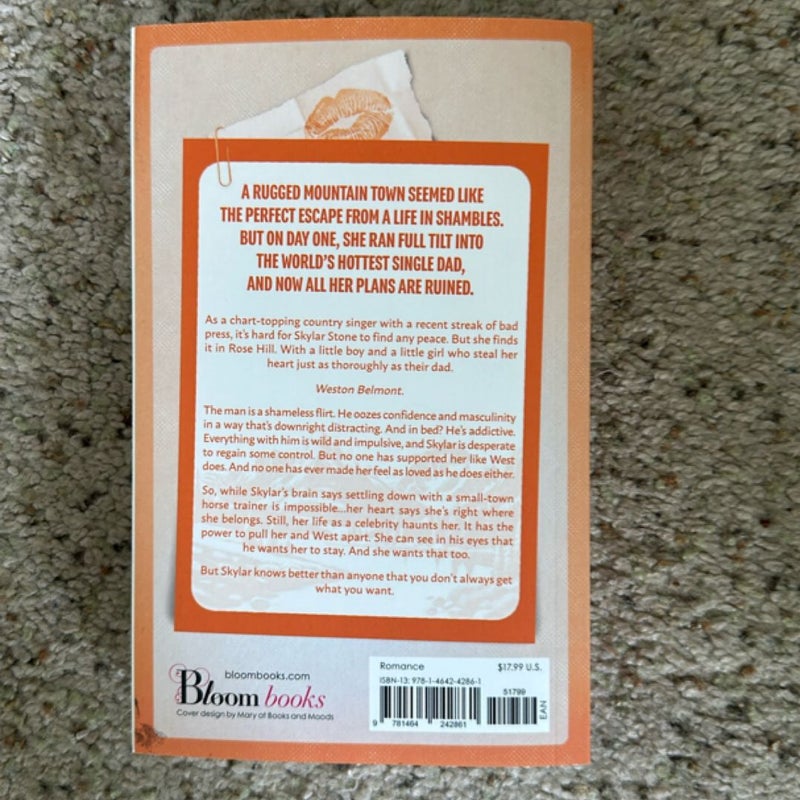 A RUGGED MOUNTAIN TOWN SEEMED LIKE
THE PERFECT ESCAPE FROM A LIFE IN SHAMBLES.
BUT ON DAY ONE, SHE RAN FULL TILT INTO
THE WORLD'S HOTTEST SINGLE DAD,
AND NOW ALL HER PLANS ARE RUINED.
As a chart-topping country singer with a recent streak of bad
press, it's hard for Skylar Stone to find any peace. But she finds
it in Rose Hill. With a little boy and a little girl who steal her
heart just as thoroughly as their dad.
Weston Belmont.
The man is a shameless flirt. He oozes confidence and masculinity
in a way that's downright distracting. And in bed? He's addictive.
Everything with him is wild and impulsive, and Skylar is desperate
to regain some control. But no one has supported her like West
does. And no one has ever made her feel as loved as he does either.
So, while Skylar's brain says settling down with a small-town
horse trainer is impossible...her heart says she's right where
she belongs. Still, her life as a celebrity haunts her. It has the
power to pull her and West apart. She can see in his eyes that
he wants her to stay. And she wants that too.
But Skylar knows better than anyone that you don't always get
what you want.
bloombooks.com
Bloom books
Cover design by Mary at Books and Moods
Romance $17.99 U.S.
ISBN-13: 978-1-4642-4286-1
51799
EAN
9 781464 242861